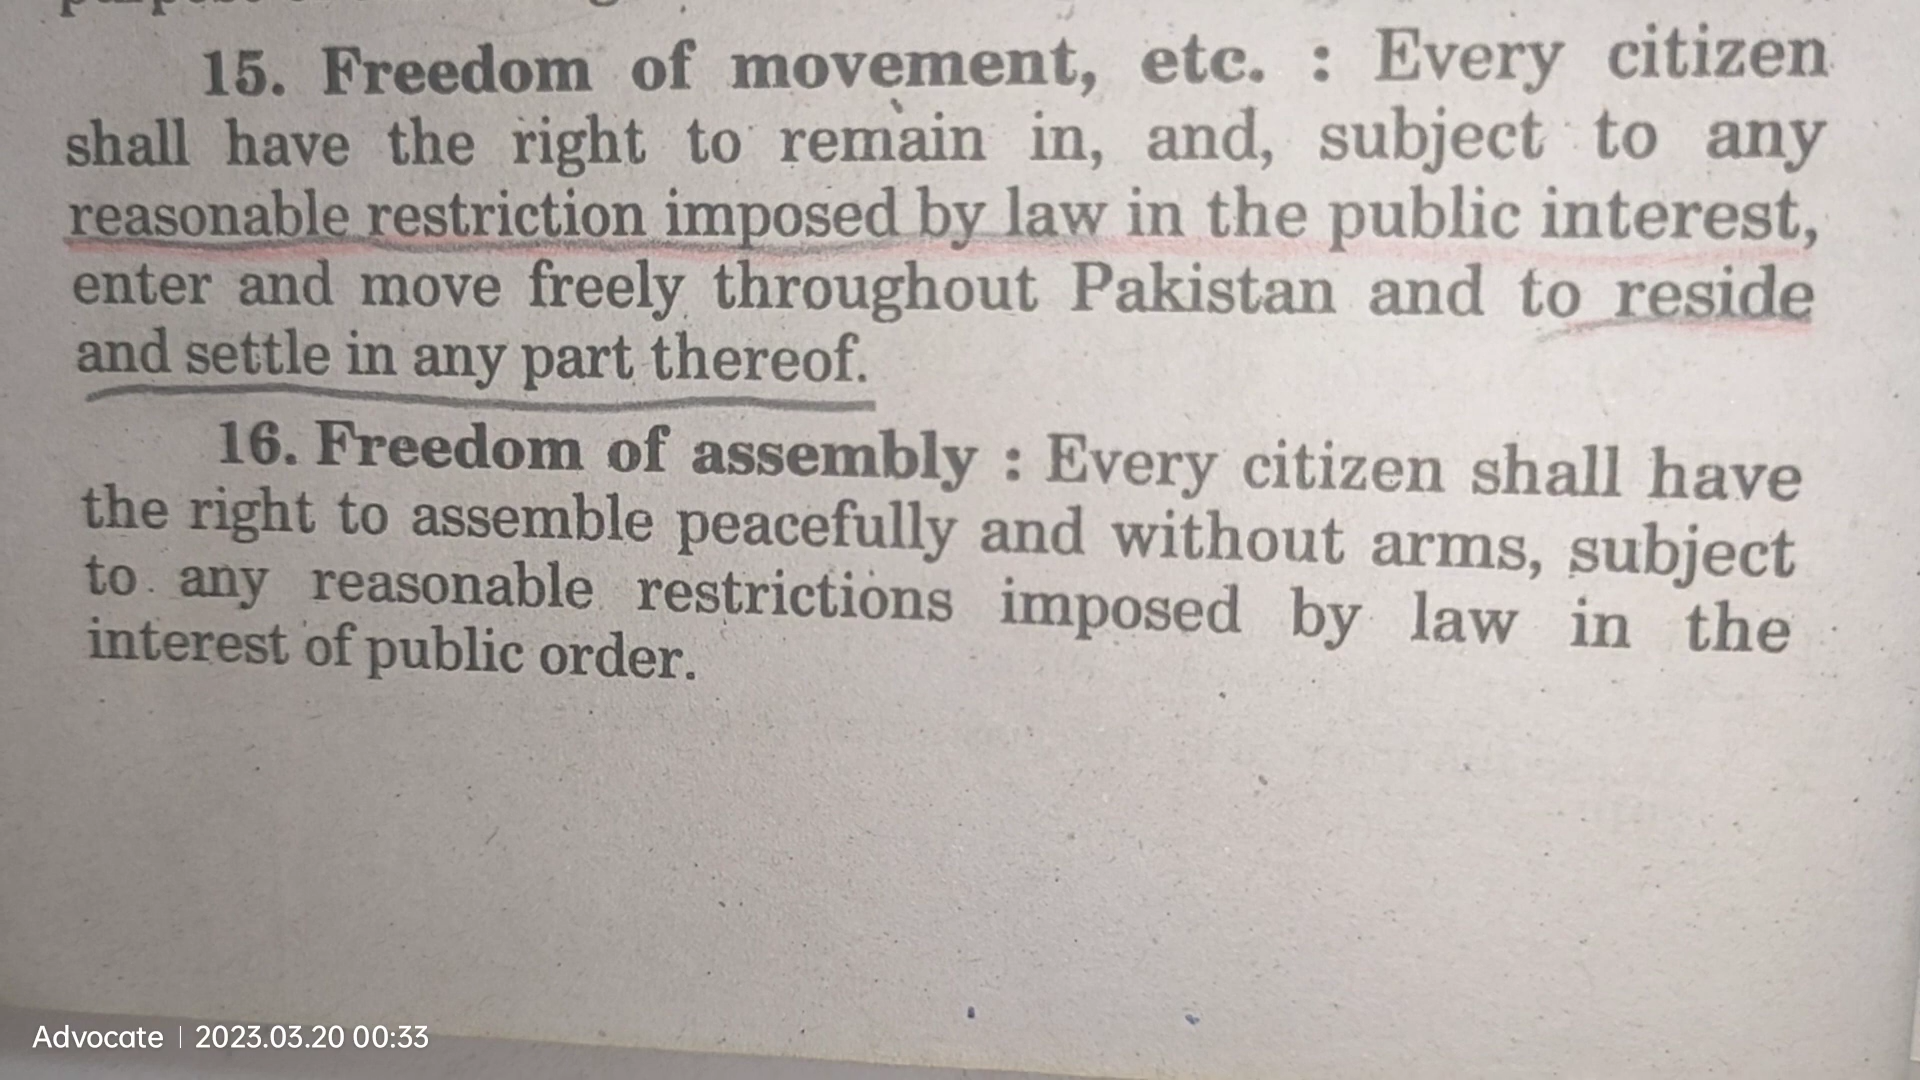 15. Freedom of movement, etc. : Every citizen
shall have the right to remain in, and, subject to any
reasonable restriction imposed by law in the public interest,
enter and move freely throughout Pakistan and to reside
and settle in any part thereof.
16. Freedom of assembly : Every citizen shall have
the right to assemble peacefully and without arms, subject
to any reasonable restrictions imposed by law in the
interest of public order.
Advocate | 2023.03.20 00:33